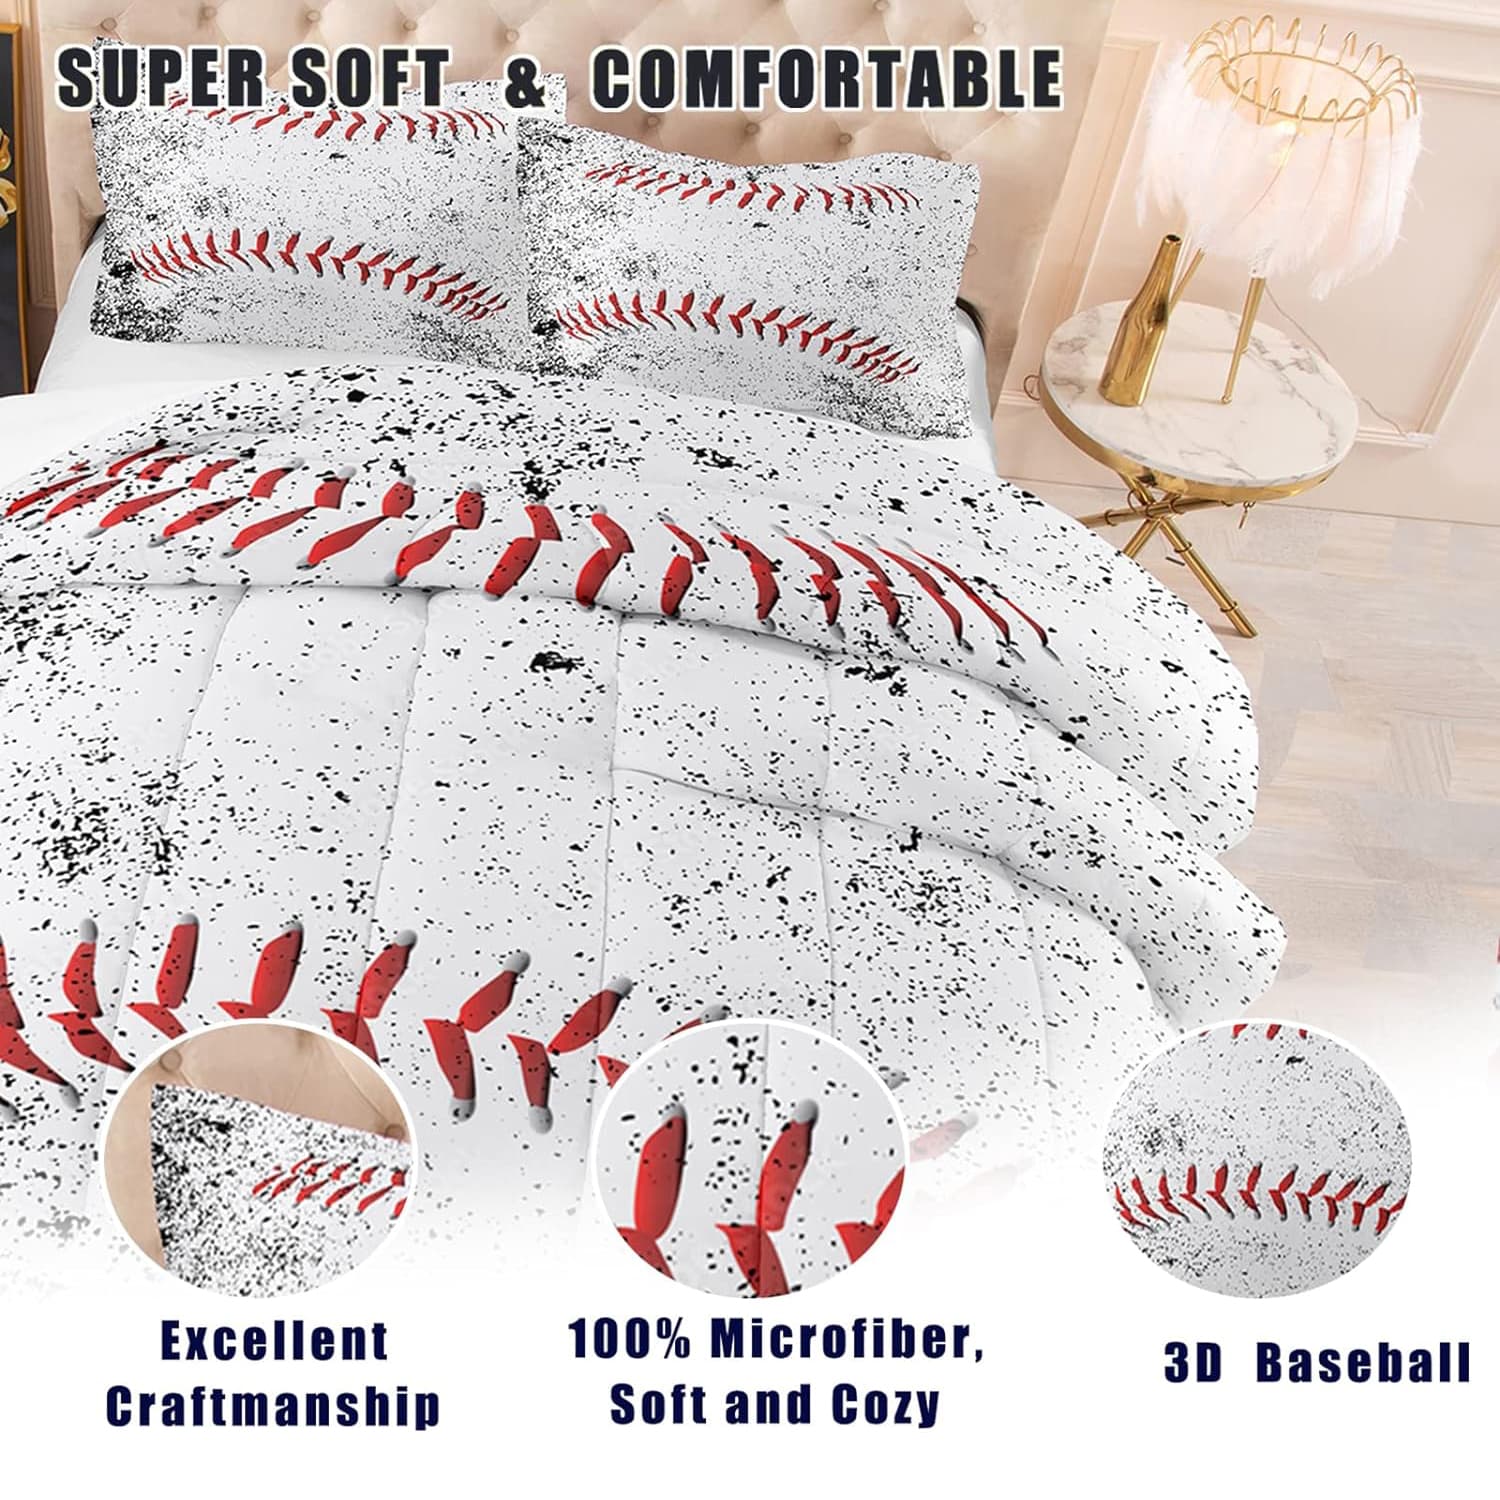 SUPER SOFT & COMFORTABLE
Excellent
Craftmanship
100% Microfiber,
Soft and Cozy
3D Baseball